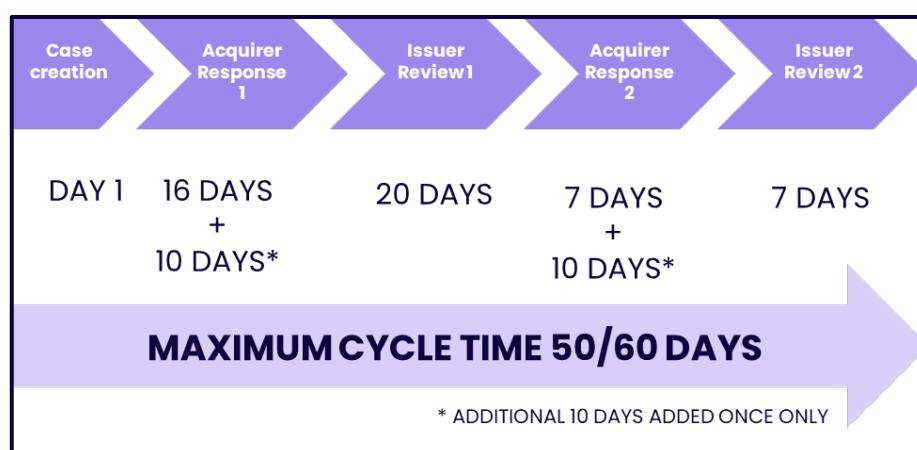 Case
creation
Acquirer
Response
1
Issuer
Review 1
Acquirer
Response
2
Issuer
Review 2
DAY 1
16 DAYS
+
10 DAYS*
20 DAYS
7 DAYS
+
10 DAYS*
7 DAYS
MAXIMUM CYCLE TIME 50/60 DAYS
* ADDITIONAL 10 DAYS ADDED ONCE ONLY